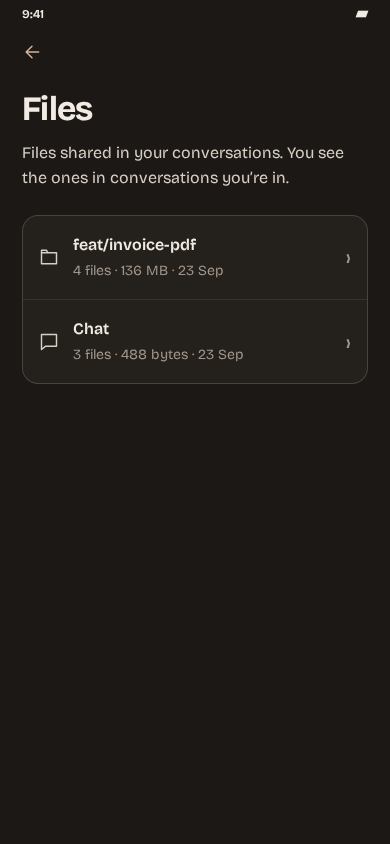 9:41
Files
Files shared in your conversations. You see
the ones in conversations you're in.
feat/invoice-pdf
4 files · 136 MB · 23 Sep
Chat
3 files · 488 bytes · 23 Sep